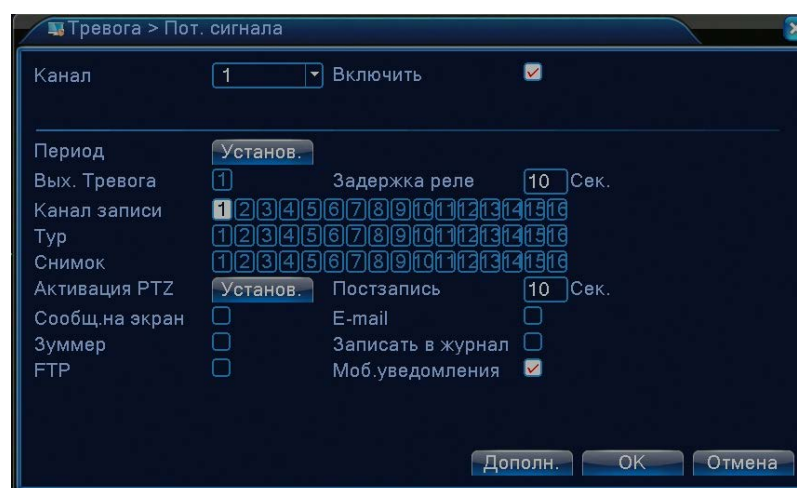 Тревога > Пот. сигнала
Канал 1 Включить
Период Установ.
Вых. Тревога 1 Задержка реле 10 Сек.
Канал записи 1 2 3 4 5 6 7 8 9 10 11 12 13 14 15 16
Тур 1 2 3 4 5 6 7 8 9 10 11 12 13 14 15 16
Снимок 1 2 3 4 5 6 7 8 9 10 11 12 13 14 15 16
Активация PTZ Установ. Постзапись 10 Сек.
Сообщ.на экран E-mail
Зуммер Записать в журнал
FTP Моб.уведомления
Дополн. OK Отмена